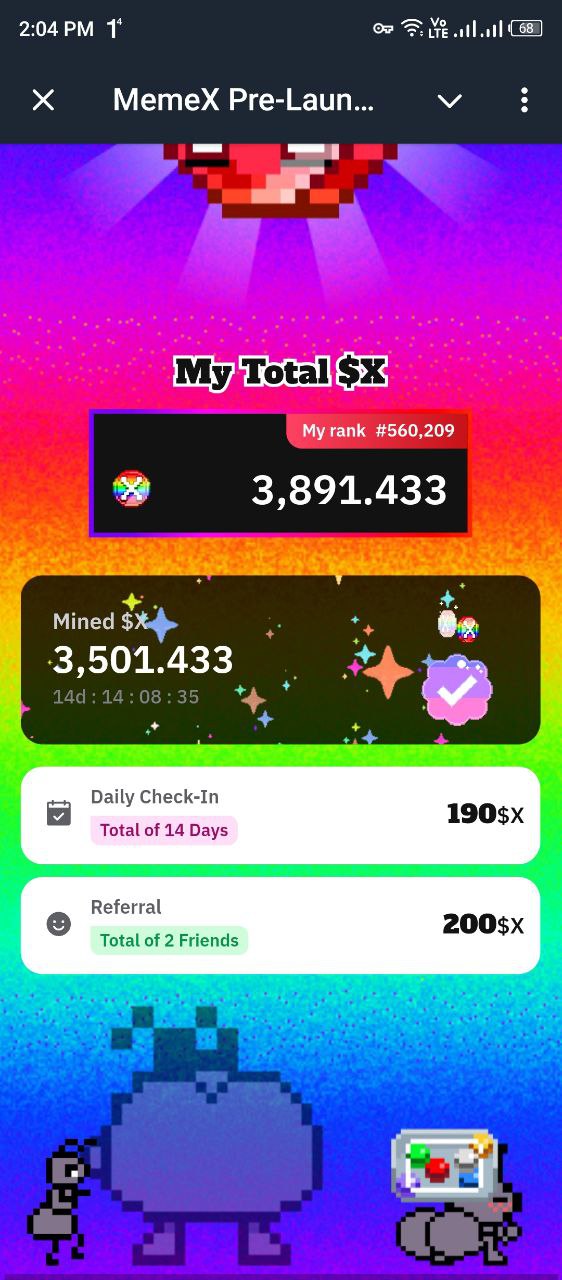 2:04 PM 1⁴ Vo LTE 68
MemeX Pre-Laun...
My Total $X
My rank #560,209
3,891.433
Mined $X
3,501.433
14d : 14 : 08 : 35
Daily Check-In
Total of 14 Days
190$X
Referral
Total of 2 Friends
200$X